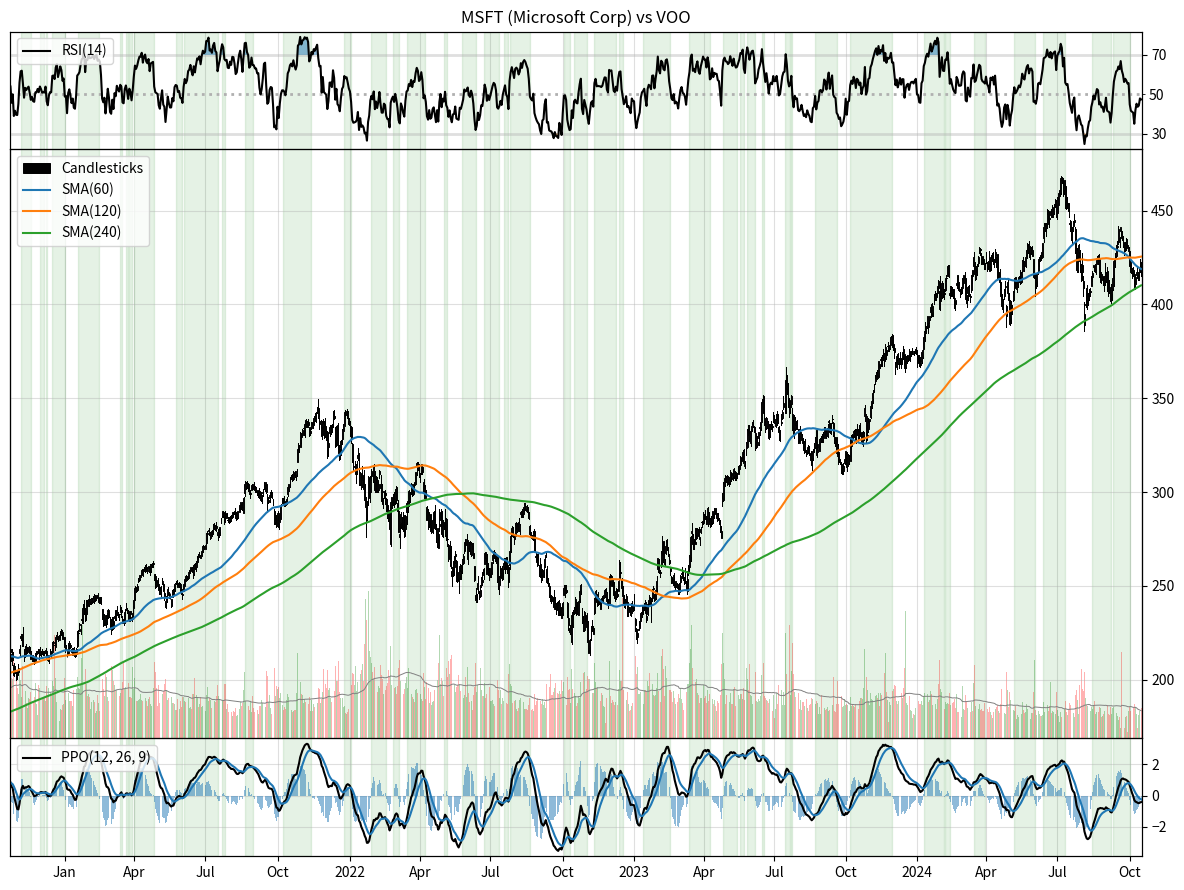 MSFT (Microsoft Corp) vs VOO
RSI(14)
70
50
30
Candlesticks
SMA(60)
SMA(120)
SMA(240)
450
400
350
300
250
200
PPO(12, 26, 9)
2
0
−2
Jan Apr Jul Oct 2022 Apr Jul Oct 2023 Apr Jul Oct 2024 Apr Jul Oct